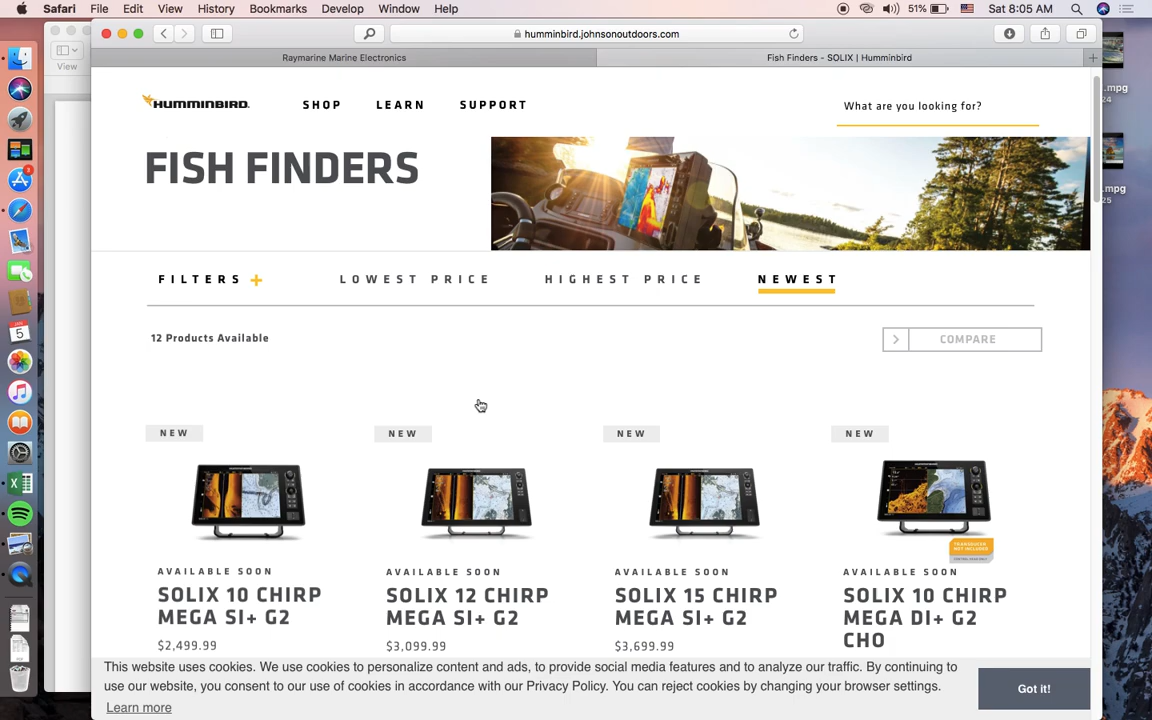 Safari File Edit View History Bookmarks Develop Window Help
51% Sat 8:05 AM
humminbird.johnsonoutdoors.com
View
Raymarine Marine Electronics
Fish Finders - SOLIX | Humminbird
.mpg
24
HUMMINBIRD.
SHOP LEARN SUPPORT
What are you looking for?
FISH FINDERS
.mpg
25
FILTERS +
LOWEST PRICE
HIGHEST PRICE
NEWEST
12 Products Available
COMPARE
NEW
NEW
NEW
NEW
TRANSDUCER
NOT INCLUDED
AVAILABLE SOON
SOLIX 10 CHIRP
MEGA SI+ G2
$2,499.99
AVAILABLE SOON
SOLIX 12 CHIRP
MEGA SI+ G2
$3,099.99
AVAILABLE SOON
SOLIX 15 CHIRP
MEGA SI+ G2
$3,699.99
AVAILABLE SOON
SOLIX 10 CHIRP
MEGA DI+ G2
CHO
This website uses cookies. We use cookies to personalize content and ads, to provide social media features and to analyze our traffic. By continuing to
use our website, you consent to our use of cookies in accordance with our Privacy Policy. You can reject cookies by changing your browser settings.
Learn more
Got it!